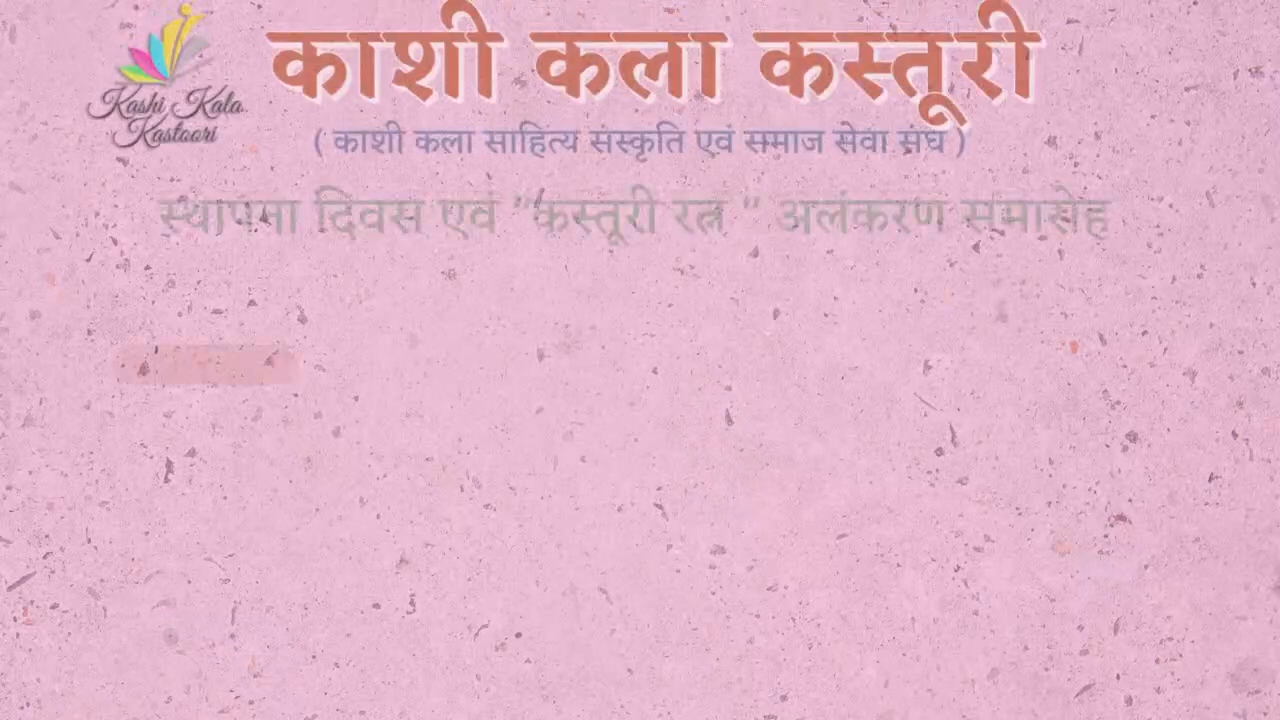 काशी कला कस्तूरी
Kashi Kala
Kastoori
( काशी कला साहित्य संस्कृति एवं समाज सेवा संघ )
स्थापना दिवस एवं "कस्तूरी रत्न " अलंकरण समारोह